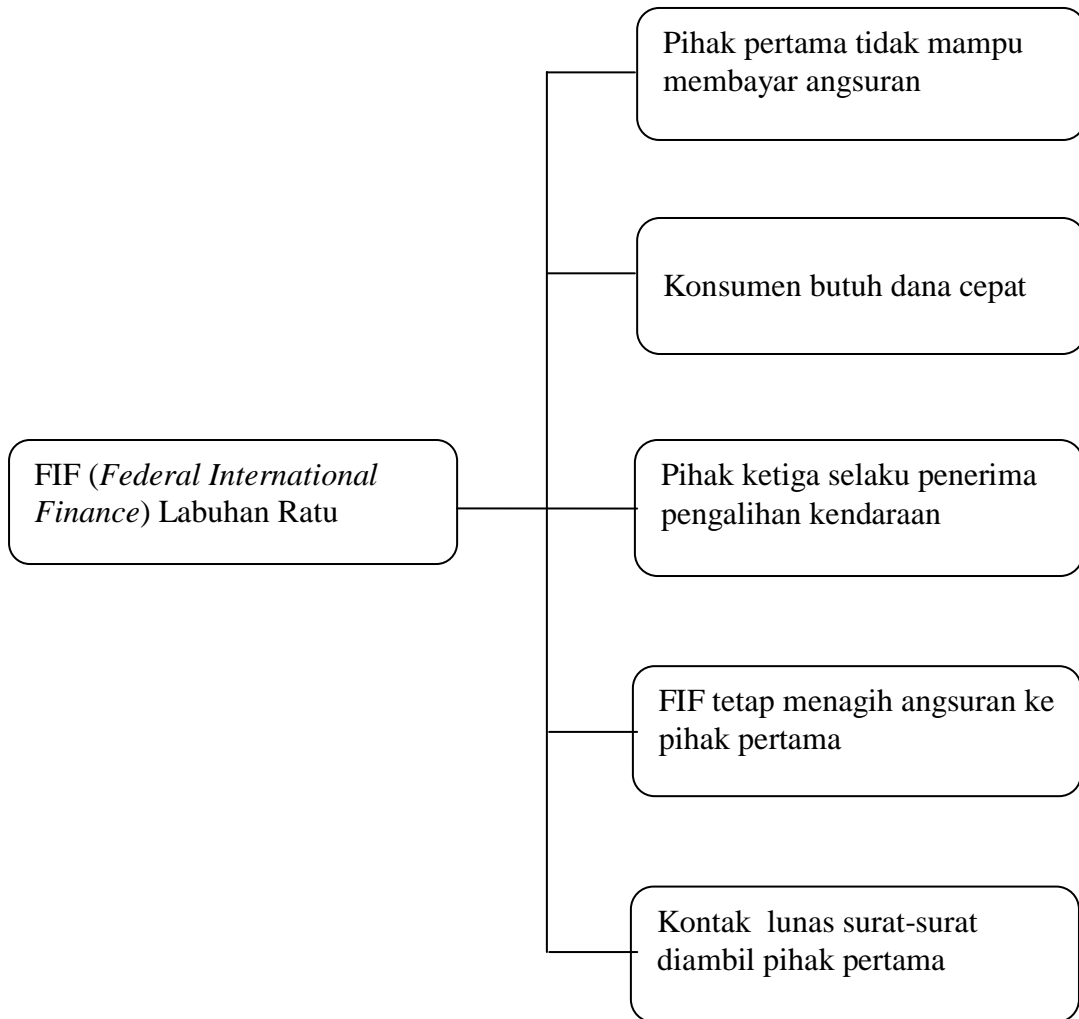 Pihak pertama tidak mampu
membayar angsuran
Konsumen butuh dana cepat
FIF (Federal International
Finance) Labuhan Ratu
Pihak ketiga selaku penerima
pengalihan kendaraan
FIF tetap menagih angsuran ke
pihak pertama
Kontak  lunas surat-surat
diambil pihak pertama